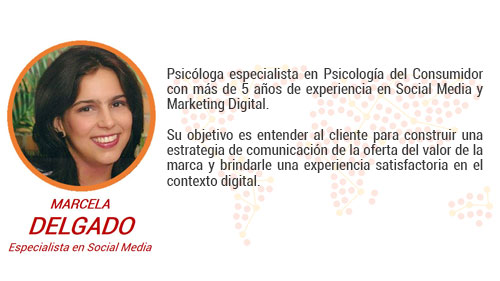 Psicóloga especialista en Psicología del Consumidor
con más de 5 años de experiencia en Social Media y
Marketing Digital.
Su objetivo es entender al cliente para construir una
estrategia de comunicación de la oferta del valor de la
marca y brindarle una experiencia satisfactoria en el
contexto digital.
MARCELA
DELGADO
Especialista en Social Media